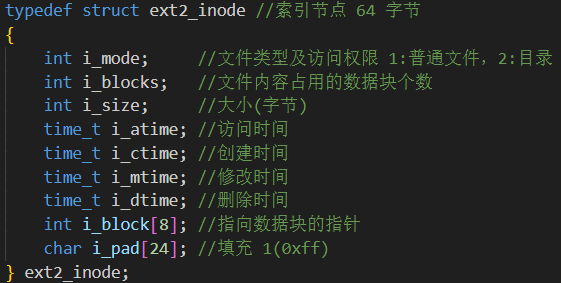 typedef struct ext2_inode //索引节点 64 字节
{
    int i_mode;     //文件类型及访问权限 1:普通文件, 2:目录
    int i_blocks;   //文件内容占用的数据块个数
    int i_size;     //大小(字节)
    time_t i_atime; //访问时间
    time_t i_ctime; //创建时间
    time_t i_mtime; //修改时间
    time_t i_dtime; //删除时间
    int i_block[8]; //指向数据块的指针
    char i_pad[24]; //填充 1(0xff)
} ext2_inode;